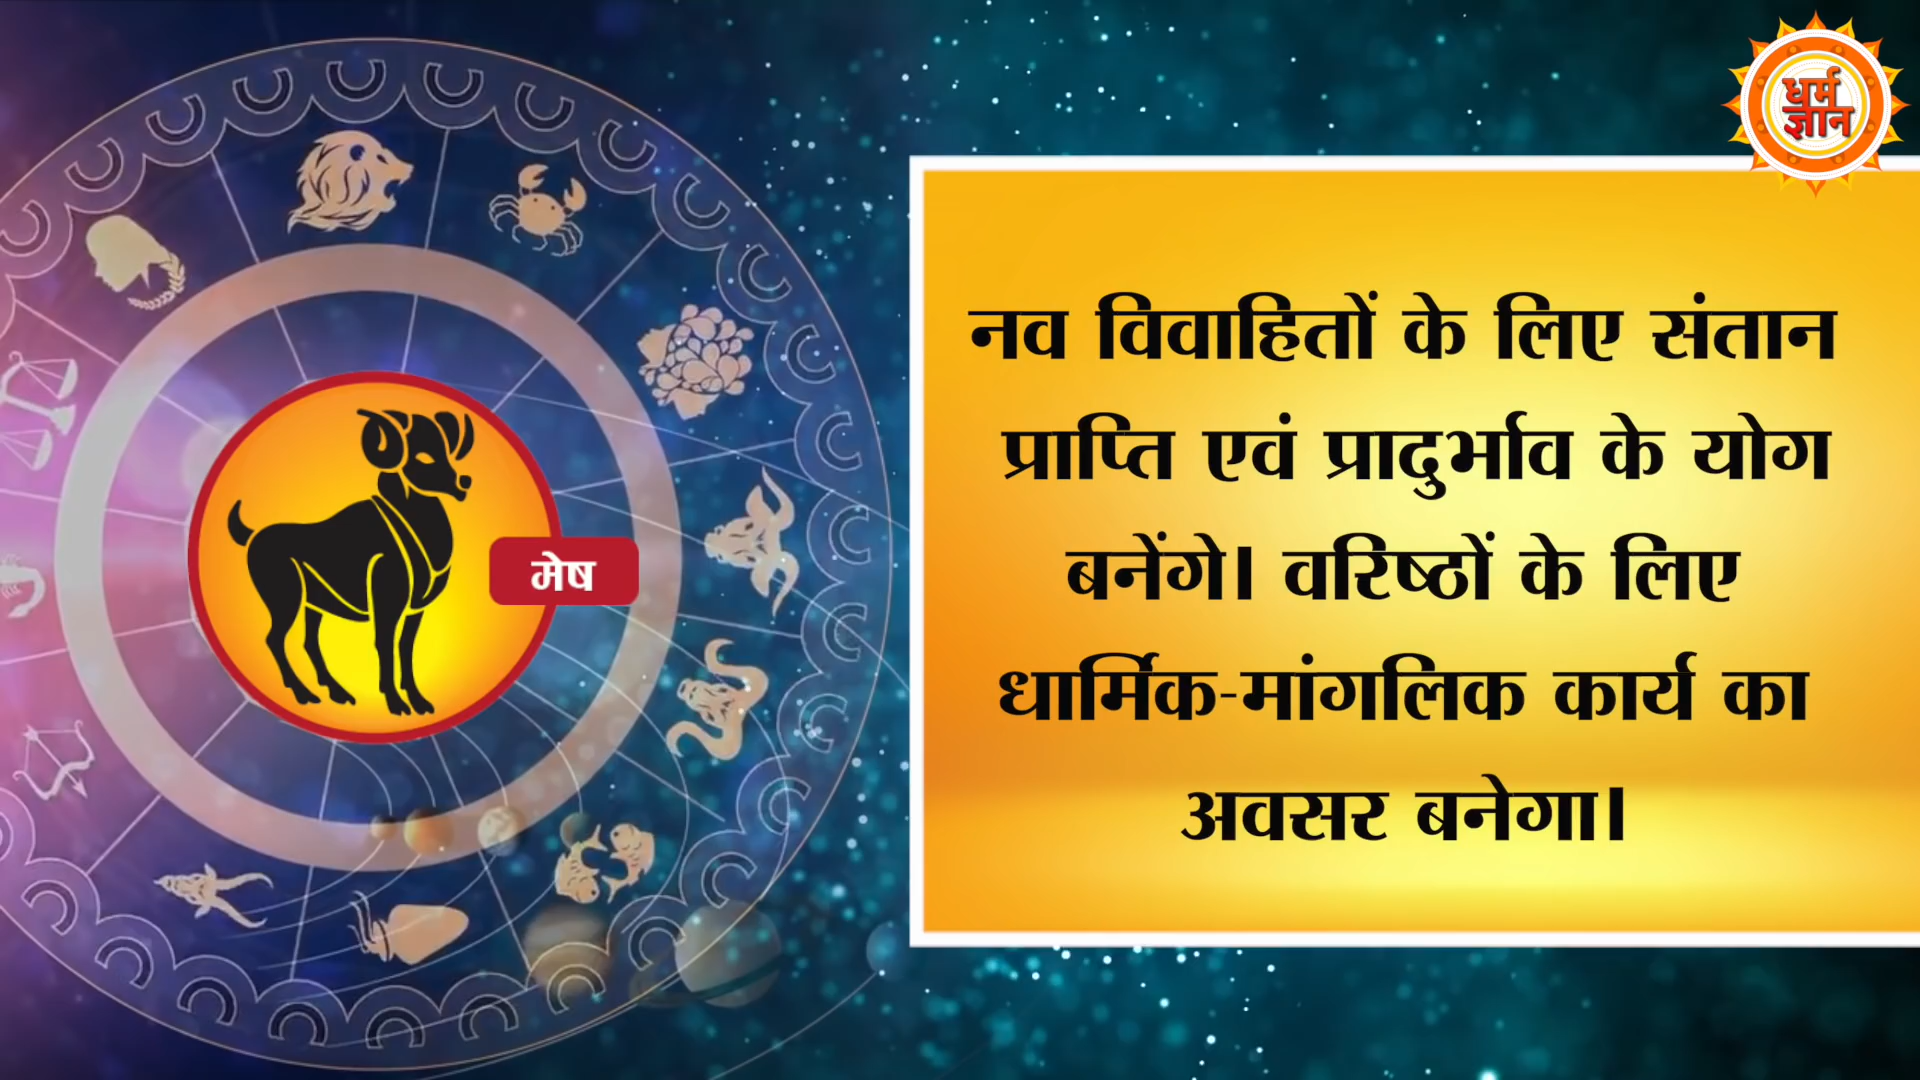 धर्म
ज्ञान
नव विवाहितों के लिए संतान
प्राप्ति एवं प्रादुर्भाव के योग
बनेंगे। वरिष्ठों के लिए
धार्मिक-मांगलिक कार्य का
अवसर बनेगा।
मेष